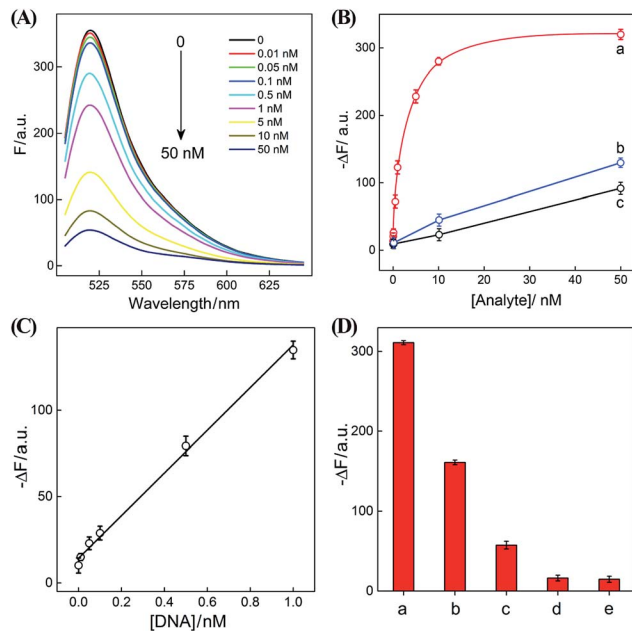 (A)
F/a.u.
300
200
100
0
525
550
575
600
625
Wavelength/nm
0
50 nM
0
0.01 nM
0.05 nM
0.1 nM
0.5 nM
1 nM
5 nM
10 nM
50 nM
(B)
-ΔF/ a.u.
-300
-200
-100
0
0
10
20
30
40
50
[Analyte]/ nM
a
b
c
(C)
-ΔF/a.u.
100
50
0
0.0
0.2
0.4
0.6
0.8
1.0
[DNA]/nM
(D)
-ΔF/a.u.
300
200
100
0
a
b
c
d
e